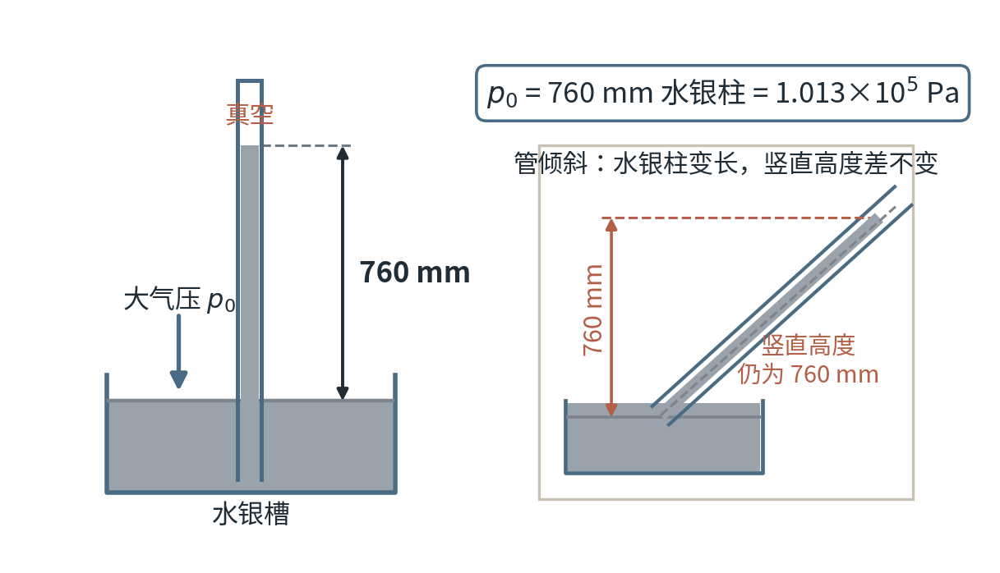 真空
760 mm
大气压 p₀
水银槽
p₀ = 760 mm 水银柱 = 1.013×10⁵ Pa
管倾斜：水银柱变长，竖直高度差不变
760 mm
竖直高度
仍为 760 mm